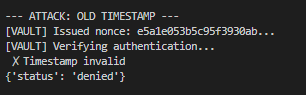 --- ATTACK: OLD TIMESTAMP ---
[VAULT] Issued nonce: e5a1e053b5c95f3930ab...
[VAULT] Verifying authentication...
✗ Timestamp invalid
{'status': 'denied'}